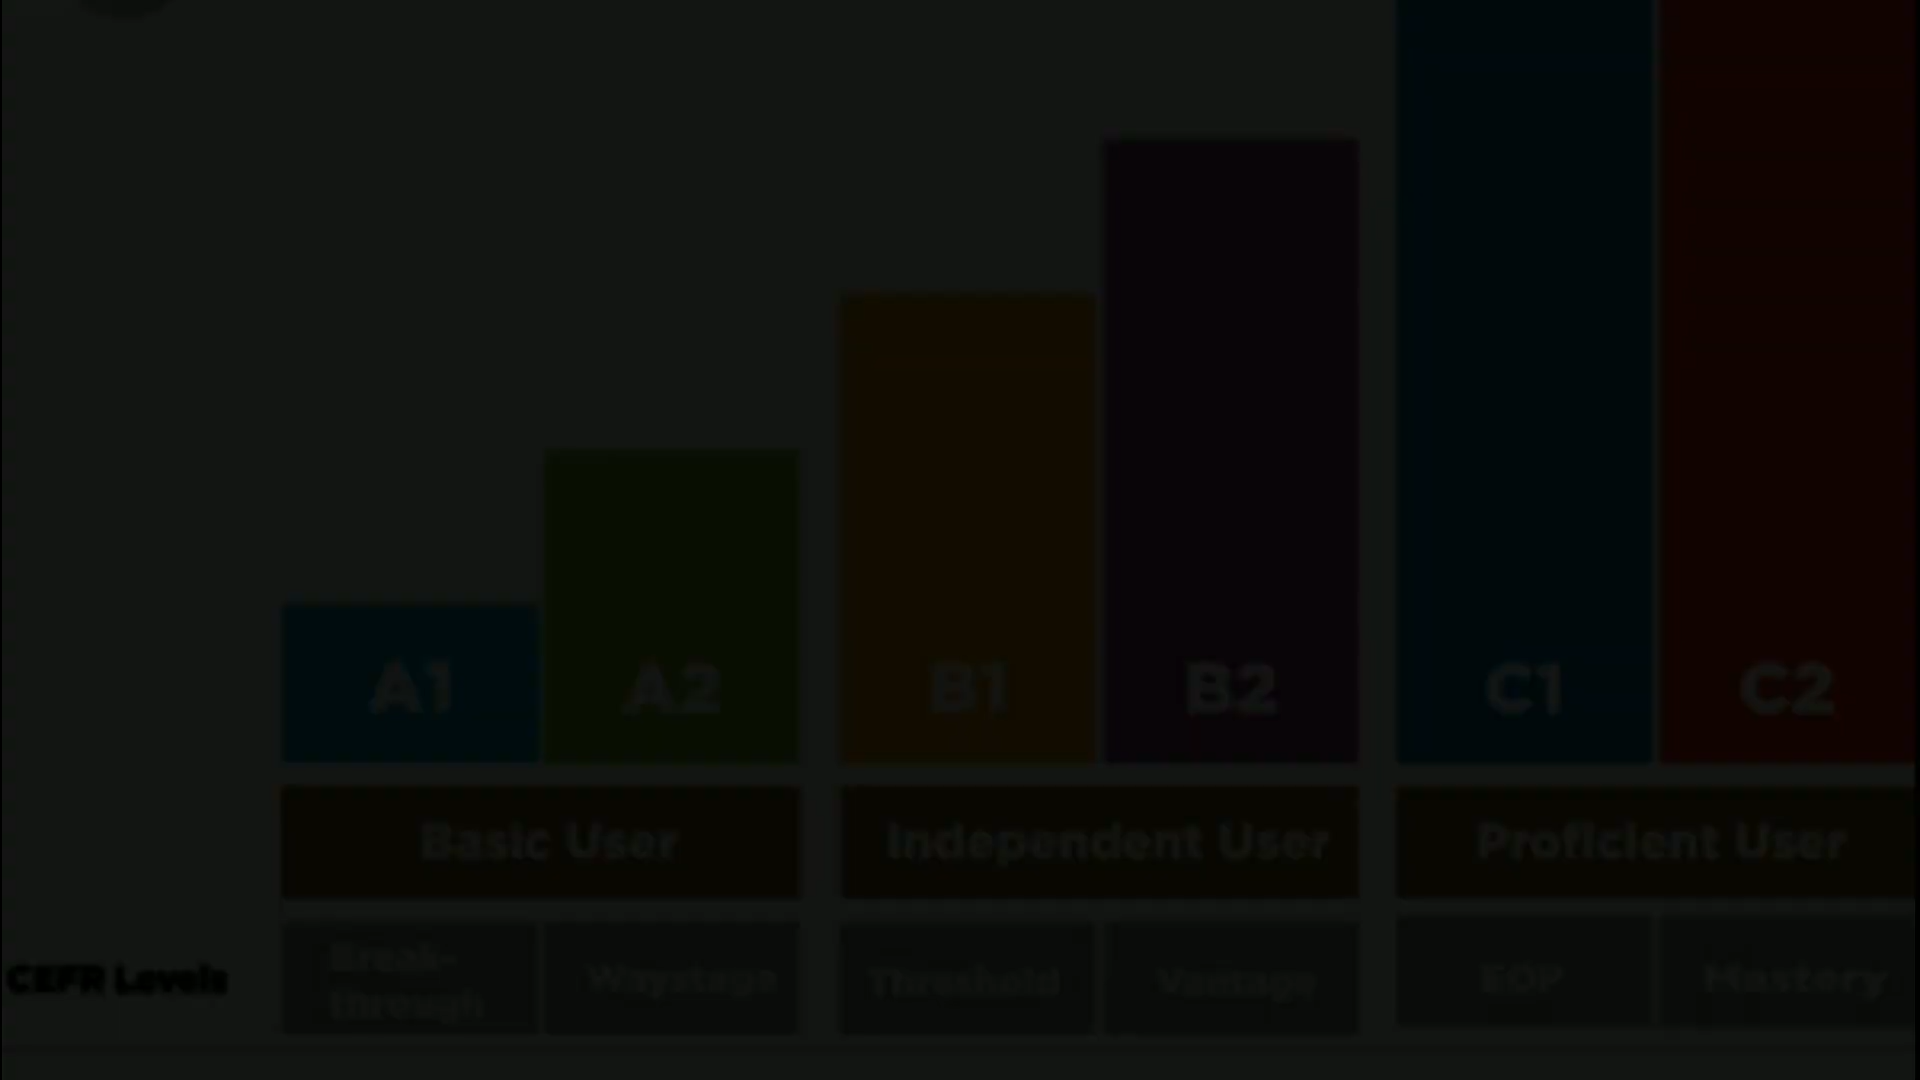 A1 A2 B1 B2 C1 C2
Basic User Independent User Proficient User
Break-
through
CEFR Levels Waystage Threshold Vantage EOP Mastery